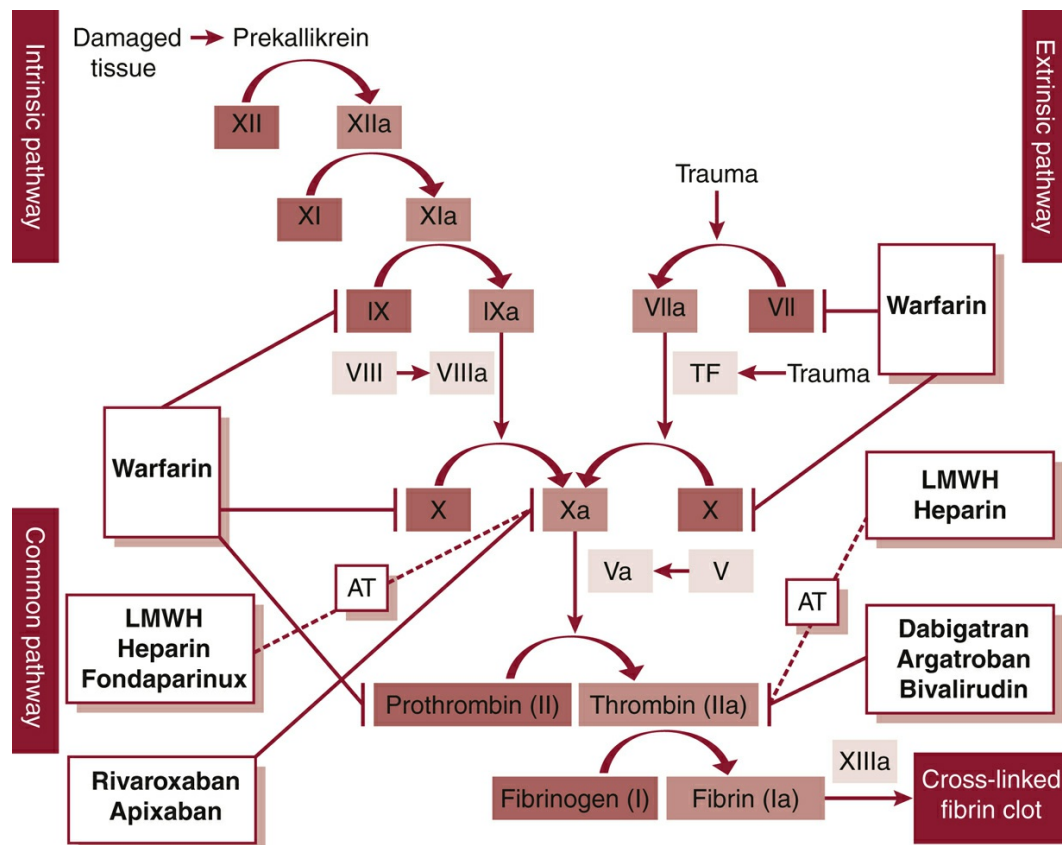 Intrinsic pathway
Extrinsic pathway
Damaged
tissue
Prekallikrein
XII
XIIa
XI
XIa
Trauma
IX
IXa
VIIa
VII
Warfarin
VIII
VIIIa
TF
Trauma
Warfarin
LMWH
Heparin
X
Xa
X
Common pathway
Va
V
AT
AT
LMWH
Heparin
Fondaparinux
Dabigatran
Argatroban
Bivalirudin
Prothrombin (II)
Thrombin (IIa)
Rivaroxaban
Apixaban
XIIIa
Fibrinogen (I)
Fibrin (Ia)
Cross-linked
fibrin clot